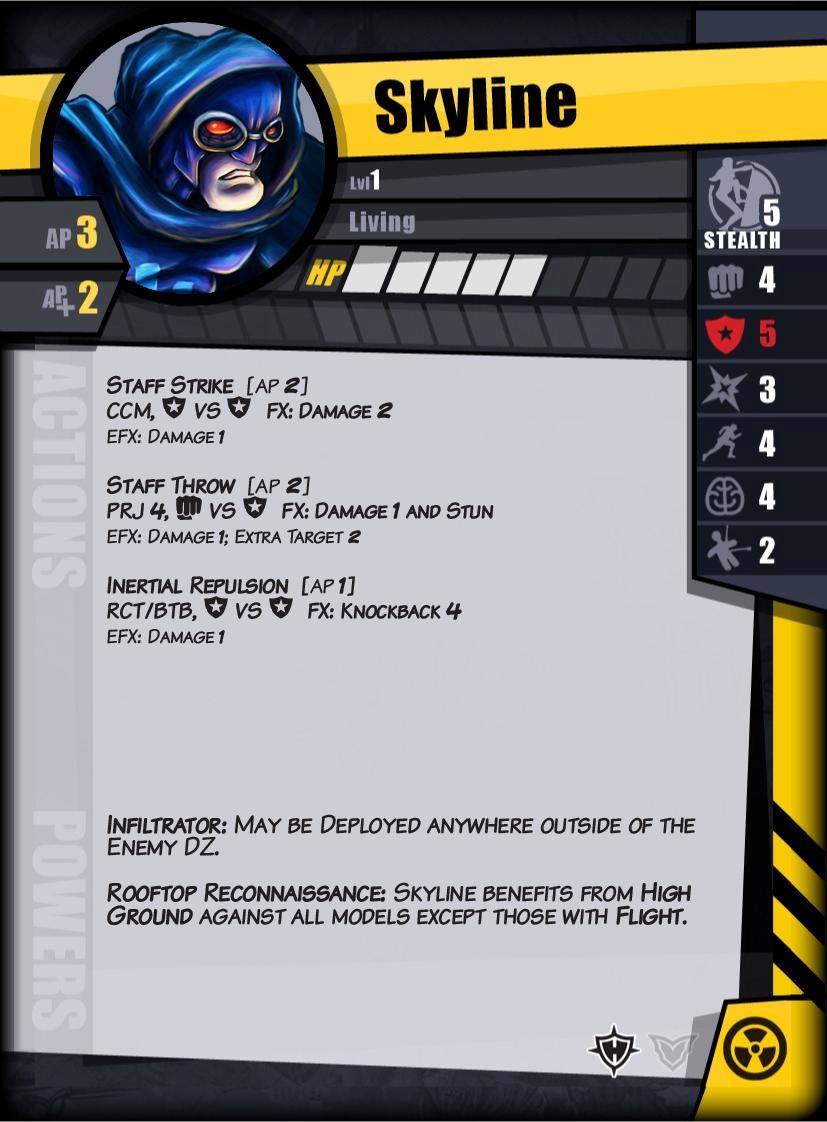 Skyline
Lvl 1
Living
AP 3
AP+ 2
HP
5
STEALTH
4
5
3
4
4
2
ACTIONS
STAFF STRIKE [AP 2]
CCM, VS FX: DAMAGE 2
EFX: DAMAGE 1
STAFF THROW [AP 2]
PRJ 4, VS FX: DAMAGE 1 AND STUN
EFX: DAMAGE 1; EXTRA TARGET 2
INERTIAL REPULSION [AP 1]
RCT/BTB, VS FX: KNOCKBACK 4
EFX: DAMAGE 1
POWERS
INFILTRATOR: MAY BE DEPLOYED ANYWHERE OUTSIDE OF THE
ENEMY DZ.
ROOFTOP RECONNAISSANCE: SKYLINE BENEFITS FROM HIGH
GROUND AGAINST ALL MODELS EXCEPT THOSE WITH FLIGHT.
H